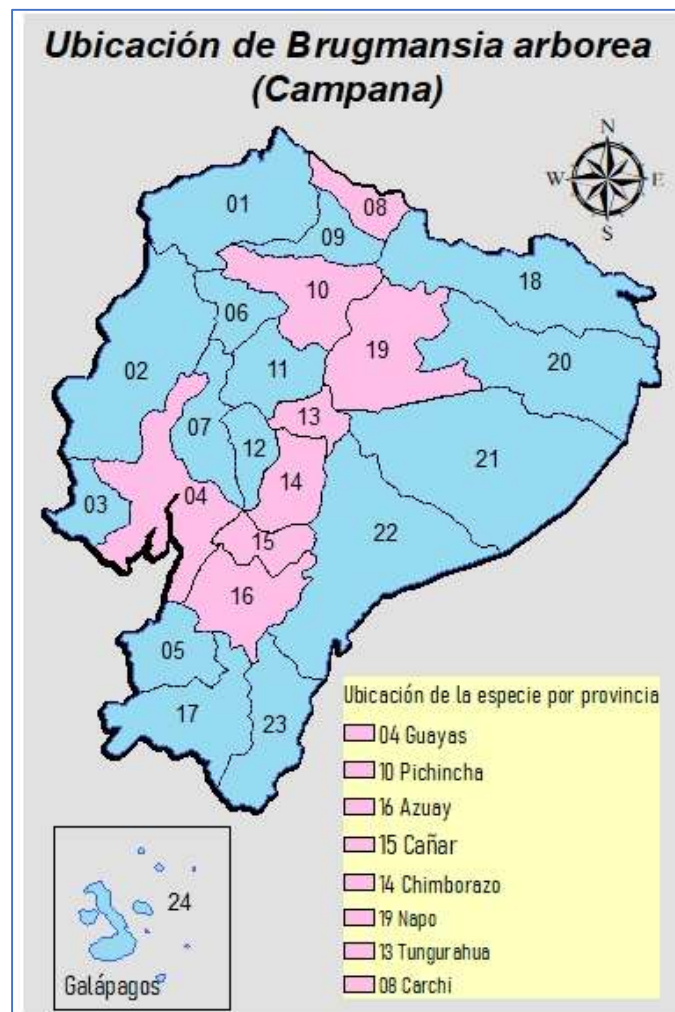 Ubicación de Brugmansia arborea
(Campana)
N
W E
S
01
08
09
18
10
06
19
20
02
11
13
07
12
21
14
03
04
22
15
16
05
17
23
Ubicación de la especie por provincia
04 Guayas
10 Pichincha
16 Azuay
15 Cañar
14 Chimborazo
19 Napo
13 Tungurahua
08 Carchi
24
Galápagos